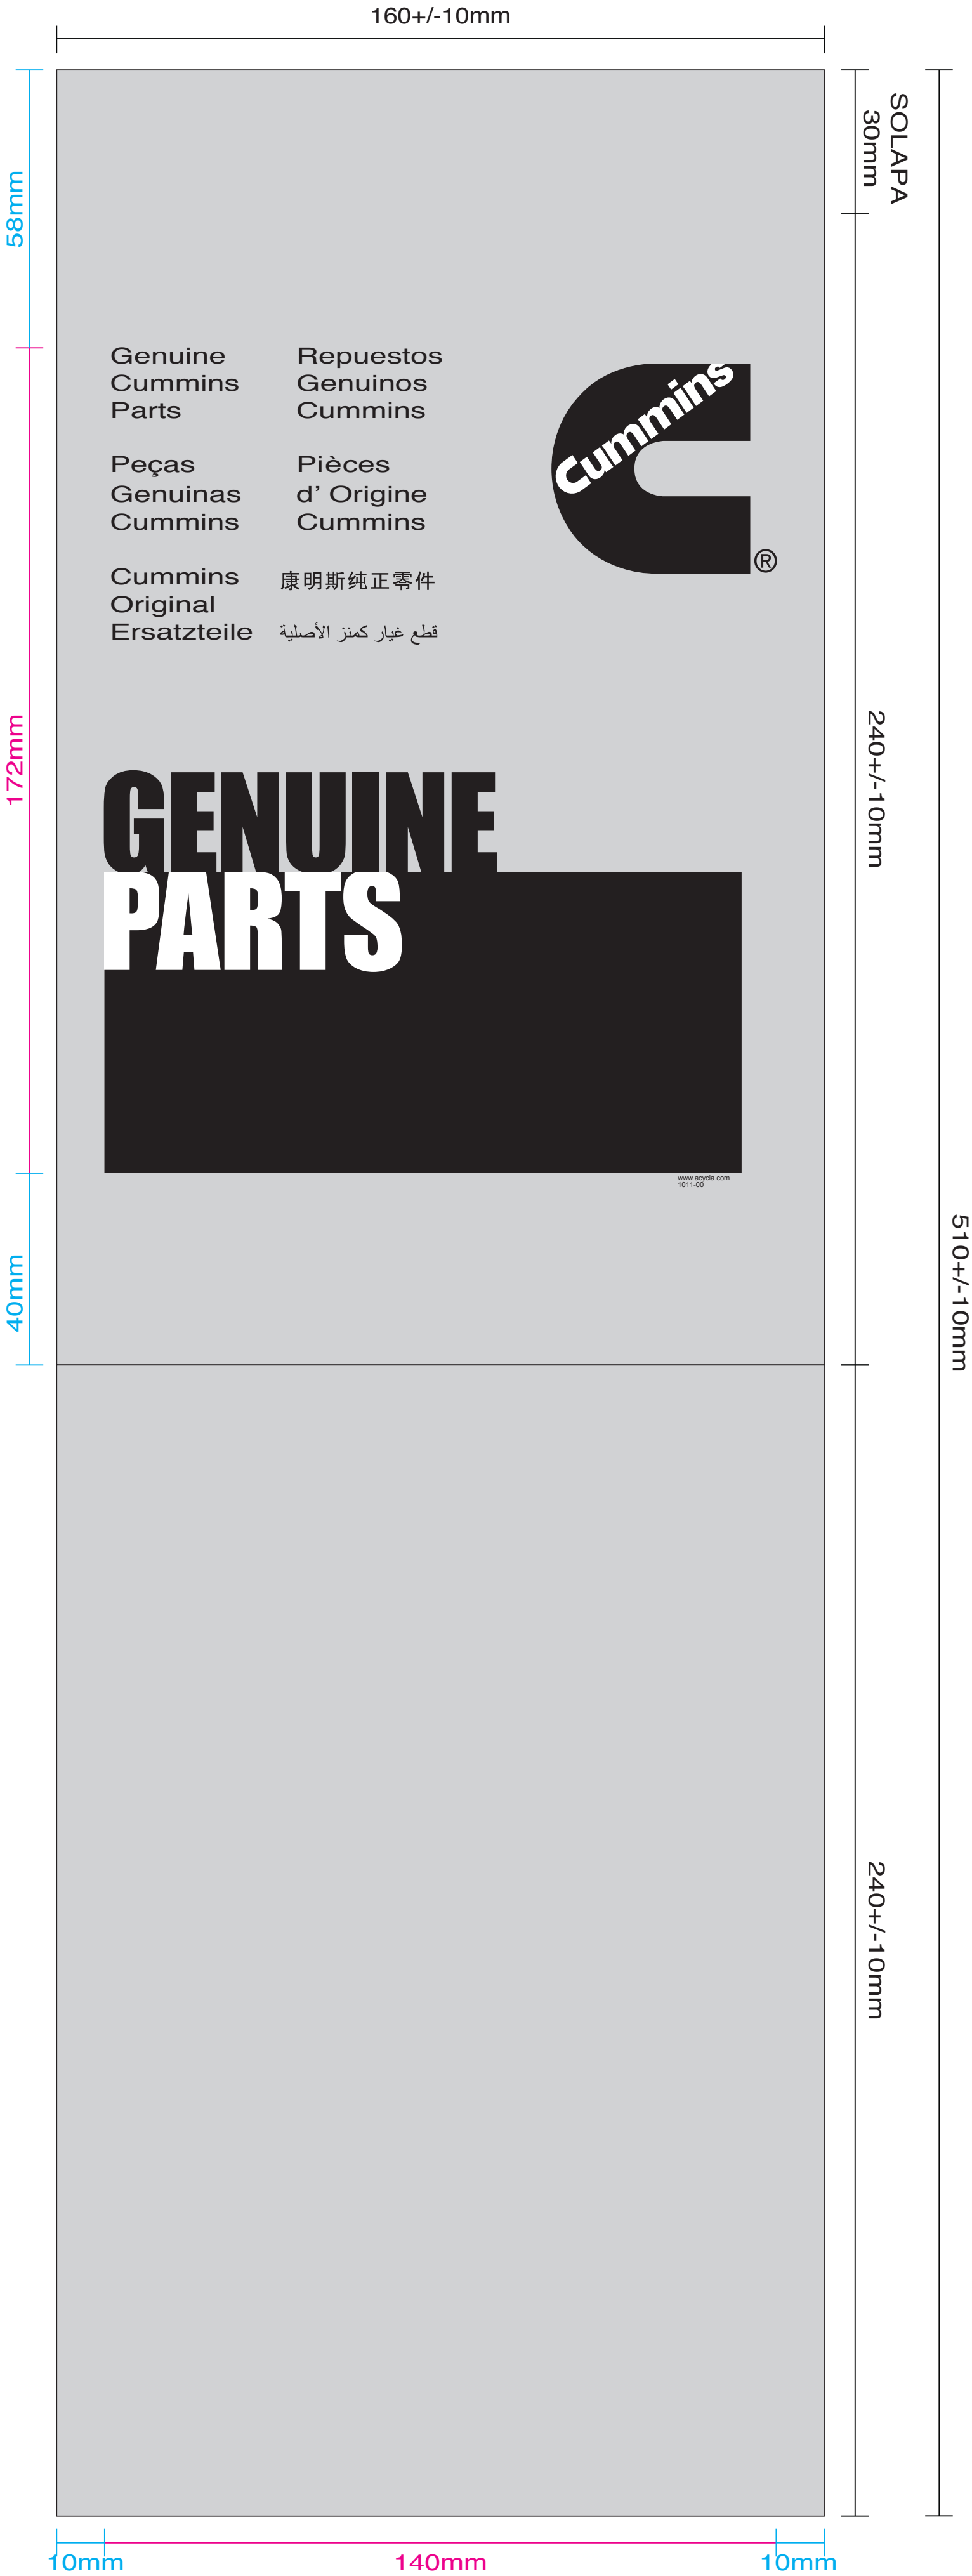 160+/-10mm
SOLAPA
30mm
58mm
Genuine
Cummins
Parts
Repuestos
Genuinos
Cummins
Peças
Genuinas
Cummins
Pièces
d’ Origine
Cummins
Cummins
Original
Ersatzteile
康明斯纯正零件
قطع غيار كمنز الأصلية
Cummins
®
172mm
240+/-10mm
GENUINE
PARTS
www.acycia.com
1011-00
40mm
510+/-10mm
240+/-10mm
10mm
140mm
10mm